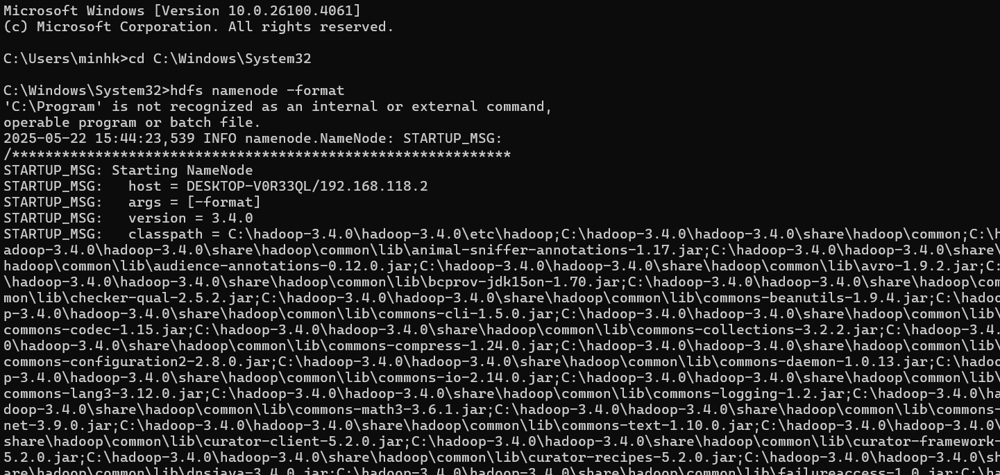 Microsoft Windows [Version 10.0.26100.4061]
(c) Microsoft Corporation. All rights reserved.
C:\Users\minhk>cd C:\Windows\System32
C:\Windows\System32>hdfs namenode -format
'C:\Program' is not recognized as an internal or external command,
operable program or batch file.
2025-05-22 15:44:23,539 INFO namenode.NameNode: STARTUP_MSG:
/************************************************************
STARTUP_MSG: Starting NameNode
STARTUP_MSG:   host = DESKTOP-V0R33QL/192.168.118.2
STARTUP_MSG:   args = [-format]
STARTUP_MSG:   version = 3.4.0
STARTUP_MSG:   classpath = C:\hadoop-3.4.0\hadoop-3.4.0\etc\hadoop;C:\hadoop-3.4.0\hadoop-3.4.0\share\hadoop\common;C:\h
adoop-3.4.0\hadoop-3.4.0\share\hadoop\common\lib\animal-sniffer-annotations-1.17.jar;C:\hadoop-3.4.0\hadoop-3.4.0\share\
hadoop\common\lib\audience-annotations-0.12.0.jar;C:\hadoop-3.4.0\hadoop-3.4.0\share\hadoop\common\lib\avro-1.9.2.jar;C:
\hadoop-3.4.0\hadoop-3.4.0\share\hadoop\common\lib\bcprov-jdk15on-1.70.jar;C:\hadoop-3.4.0\hadoop-3.4.0\share\hadoop\com
mon\lib\checker-qual-2.5.2.jar;C:\hadoop-3.4.0\hadoop-3.4.0\share\hadoop\common\lib\commons-beanutils-1.9.4.jar;C:\hadoo
p-3.4.0\hadoop-3.4.0\share\hadoop\common\lib\commons-cli-1.5.0.jar;C:\hadoop-3.4.0\hadoop-3.4.0\share\hadoop\common\lib\
commons-codec-1.15.jar;C:\hadoop-3.4.0\hadoop-3.4.0\share\hadoop\common\lib\commons-collections-3.2.2.jar;C:\hadoop-3.4.
0\hadoop-3.4.0\share\hadoop\common\lib\commons-compress-1.24.0.jar;C:\hadoop-3.4.0\hadoop-3.4.0\share\hadoop\common\lib\
commons-configuration2-2.8.0.jar;C:\hadoop-3.4.0\hadoop-3.4.0\share\hadoop\common\lib\commons-daemon-1.0.13.jar;C:\hadoo
p-3.4.0\hadoop-3.4.0\share\hadoop\common\lib\commons-io-2.14.0.jar;C:\hadoop-3.4.0\hadoop-3.4.0\share\hadoop\common\lib\
commons-lang3-3.12.0.jar;C:\hadoop-3.4.0\hadoop-3.4.0\share\hadoop\common\lib\commons-logging-1.2.jar;C:\hadoop-3.4.0\ha
doop-3.4.0\share\hadoop\common\lib\commons-math3-3.6.1.jar;C:\hadoop-3.4.0\hadoop-3.4.0\share\hadoop\common\lib\commons-
net-3.9.0.jar;C:\hadoop-3.4.0\hadoop-3.4.0\share\hadoop\common\lib\commons-text-1.10.0.jar;C:\hadoop-3.4.0\hadoop-3.4.0\
share\hadoop\common\lib\curator-client-5.2.0.jar;C:\hadoop-3.4.0\hadoop-3.4.0\share\hadoop\common\lib\curator-framework-
5.2.0.jar;C:\hadoop-3.4.0\hadoop-3.4.0\share\hadoop\common\lib\curator-recipes-5.2.0.jar;C:\hadoop-3.4.0\hadoop-3.4.0\sh
are\hadoop\common\lib\dnsjava-3.4.0.jar;C:\hadoop-3.4.0\hadoop-3.4.0\share\hadoop\common\lib\failureaccess-1.0.jar;C:\ha